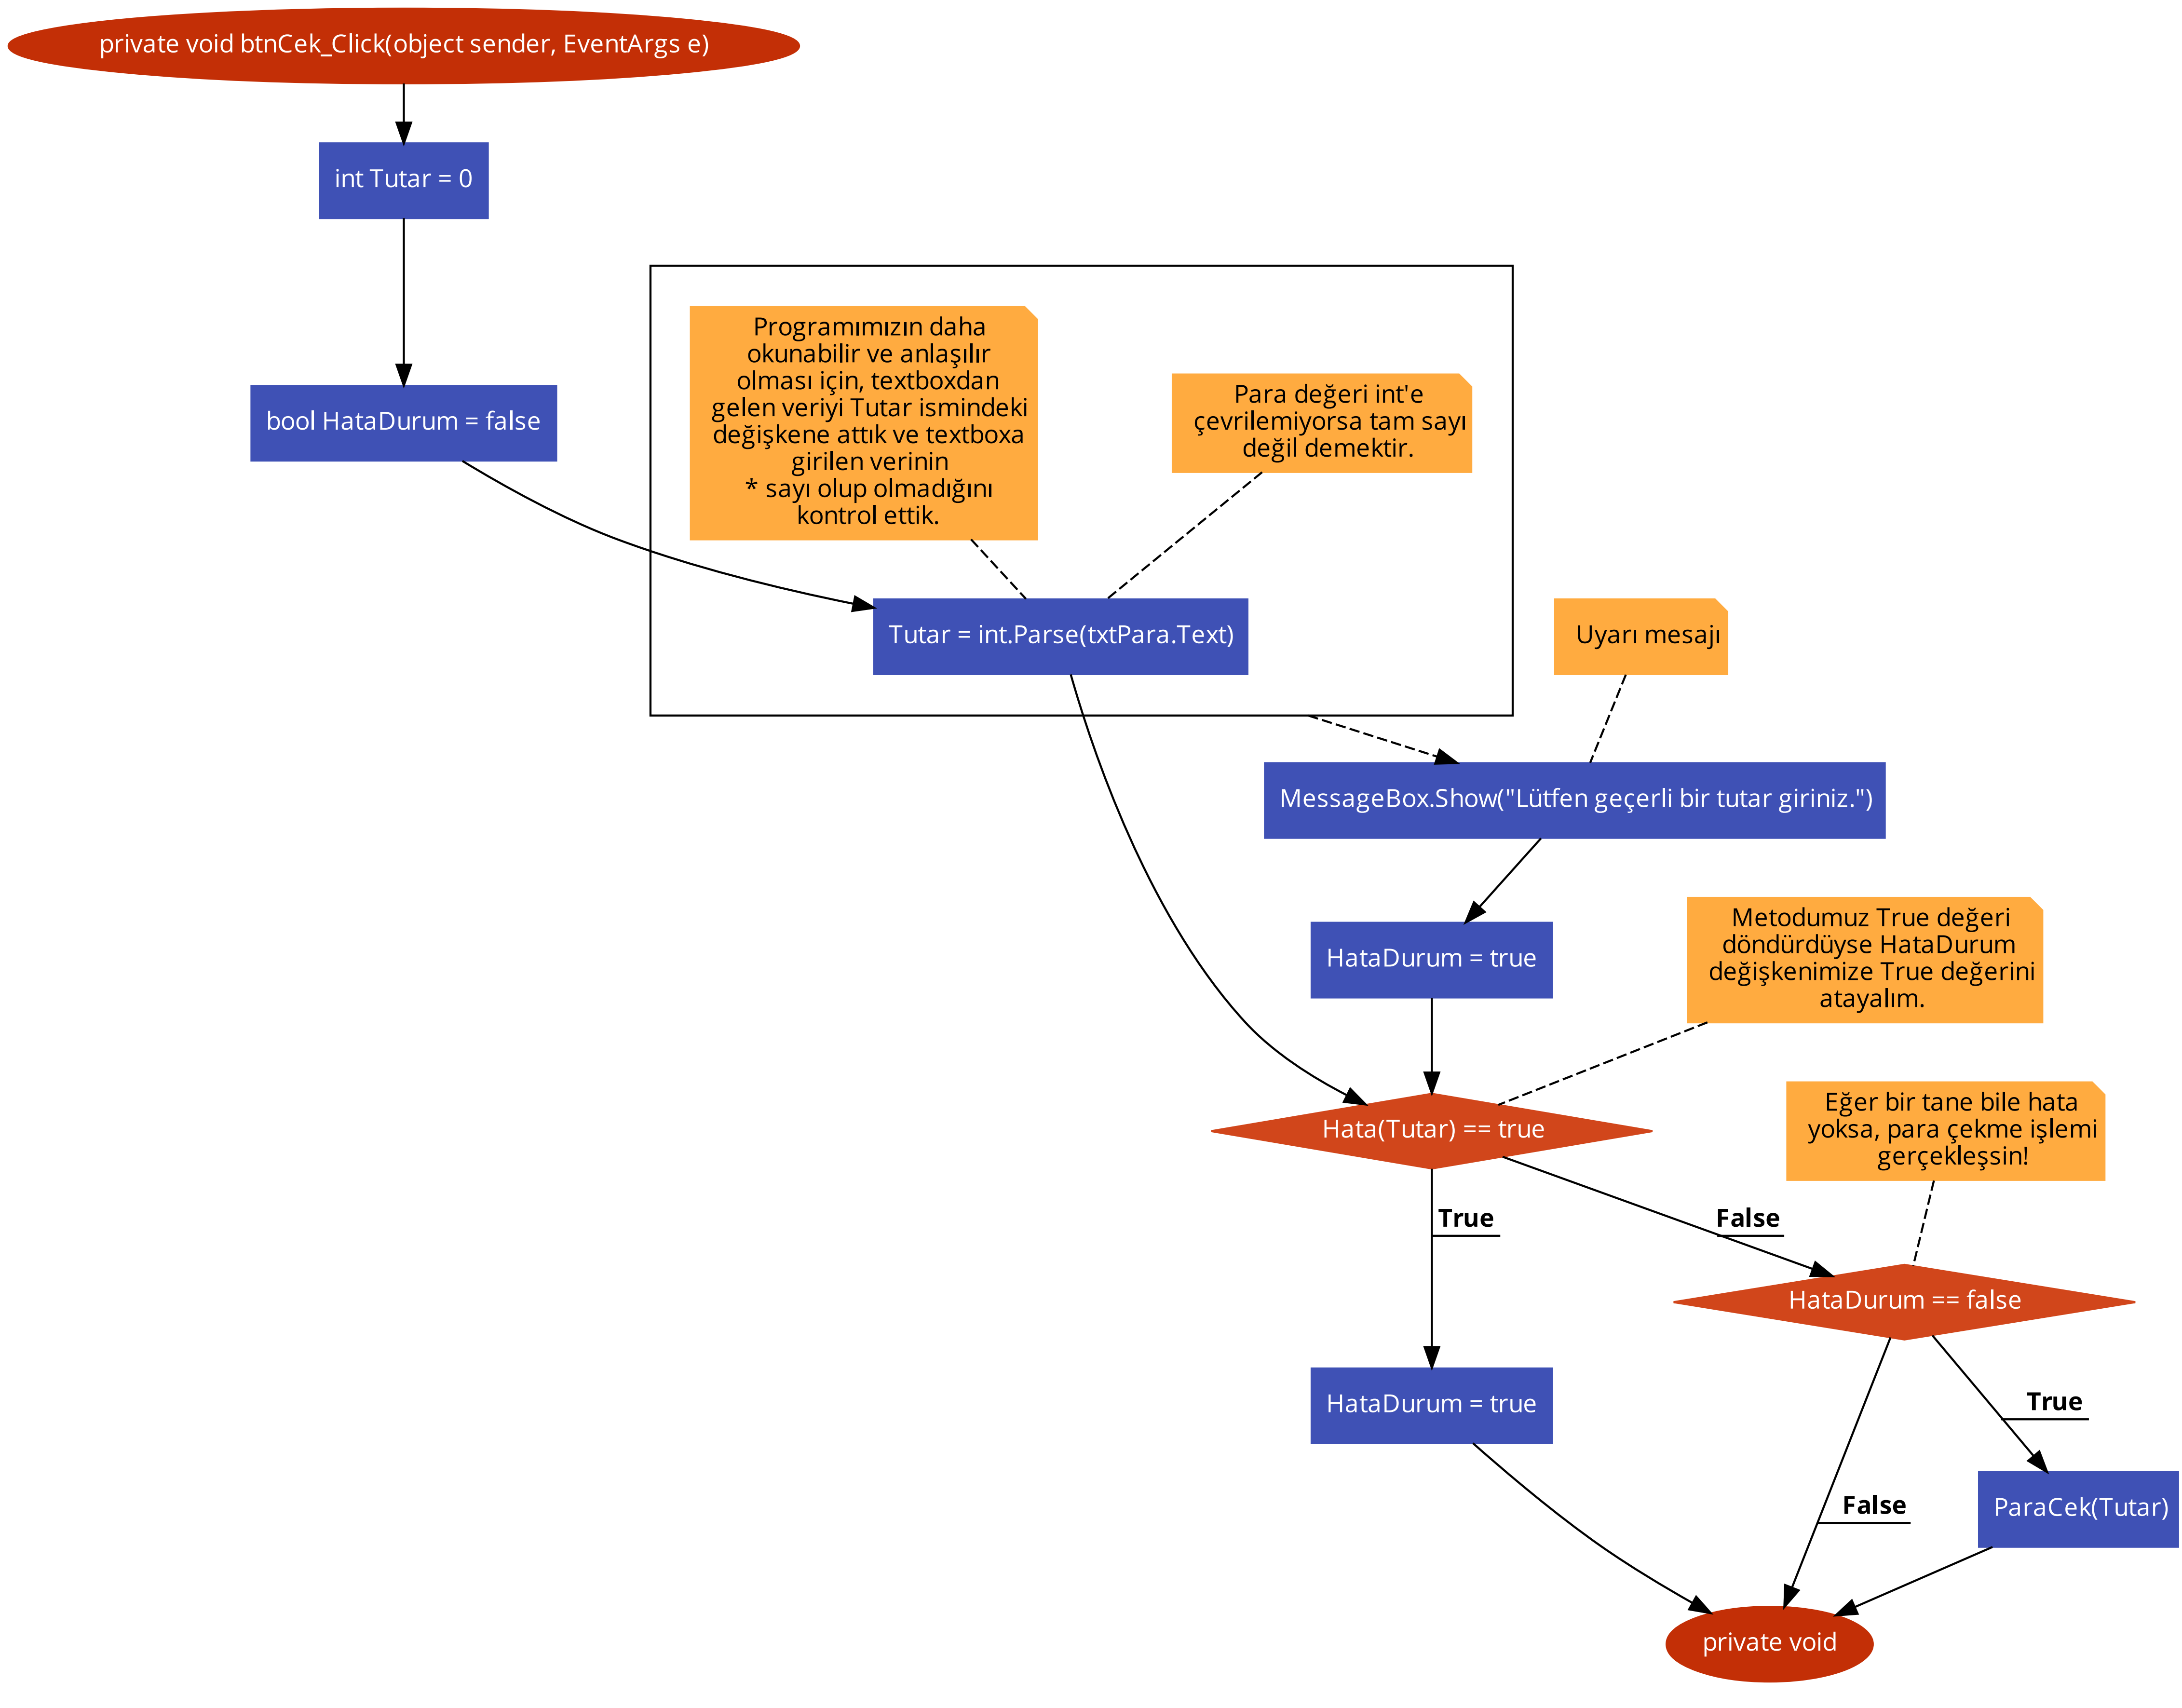 private void btnCek_Click(object sender, EventArgs e)
int Tutar = 0
bool HataDurum = false
Programımızın daha
okunabilir ve anlaşılır
olması için, textboxdan
gelen veriyi Tutar ismindeki
değişkene attık ve textboxa
girilen verinin
* sayı olup olmadığını
kontrol ettik.
Para değeri int'e
çevrilemiyorsa tam sayı
değil demektir.
Tutar = int.Parse(txtPara.Text)
Uyarı mesajı
MessageBox.Show("Lütfen geçerli bir tutar giriniz.")
HataDurum = true
Metodumuz True değeri
döndürdüyse HataDurum
değişkenimize True değerini
atayalım.
Hata(Tutar) == true
Eğer bir tane bile hata
yoksa, para çekme işlemi
gerçekleşsin!
True
False
HataDurum == false
HataDurum = true
True
False
ParaCek(Tutar)
private void